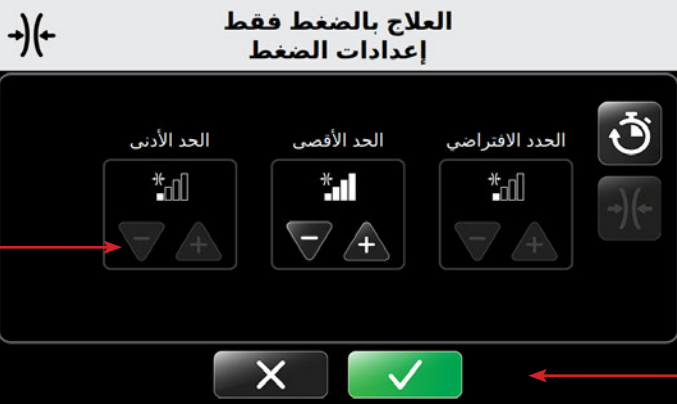 العلاج بالضغط فقط
إعدادات الضغط
الحدد الافتراضي
الحد الأقصى
الحد الأدنى